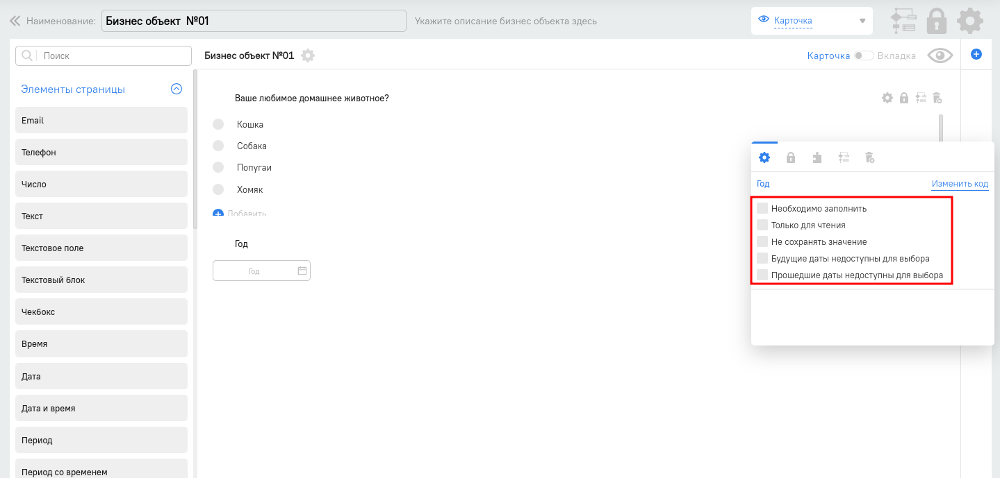 Наименование:
Бизнес объект №01
Укажите описание бизнес объекта здесь
Карточка
Поиск
Бизнес объект №01
Карточка
Вкладка
Элементы страницы
Email
Телефон
Число
Текст
Текстовое поле
Текстовый блок
Чекбокс
Время
Дата
Дата и время
Период
Период со временем
Ваше любимое домашнее животное?
Кошка
Собака
Попугаи
Хомяк
Добавить
Год
Год
Год
Изменить код
Необходимо заполнить
Только для чтения
Не сохранять значение
Будущие даты недоступны для выбора
Прошедшие даты недоступны для выбора